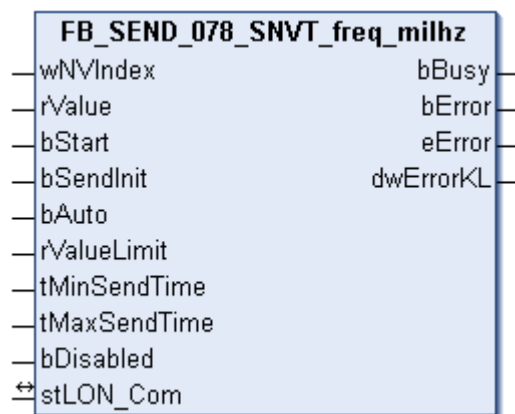 FB_SEND_078_SNVT_freq_milhz
wNVIndex bBusy
rValue bError
bStart eError
bSendInit dwErrorKL
bAuto
rValueLimit
tMinSendTime
tMaxSendTime
bDisabled
stLON_Com